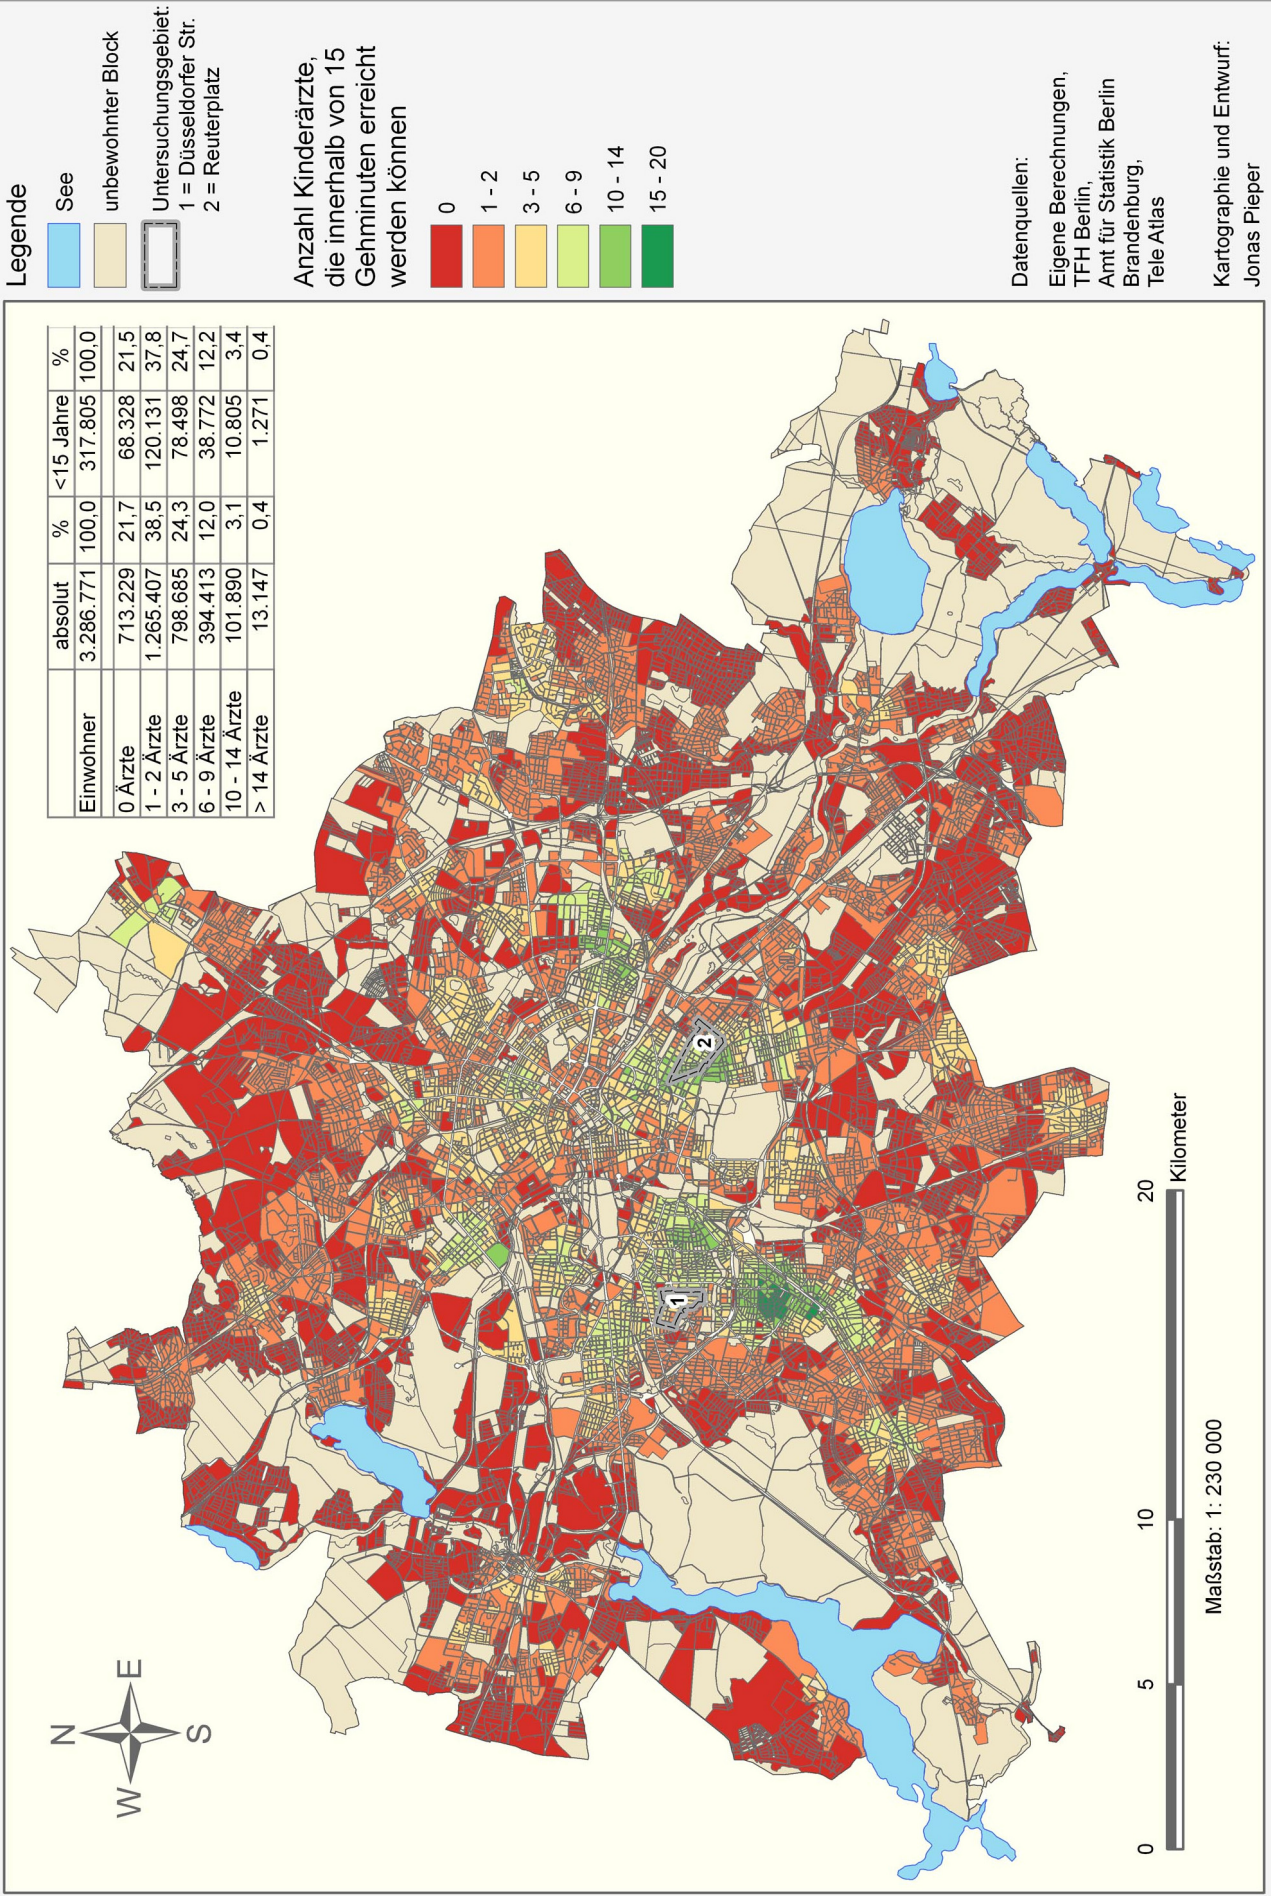 N
W E
S
absolut % <15 Jahre %
Einwohner 3.286.771 100,0 317.805 100,0
0 Ärzte 713.229 21,7 68.328 21,5
1 - 2 Ärzte 1.265.407 38,5 120.131 37,8
3 - 5 Ärzte 798.685 24,3 78.498 24,7
6 - 9 Ärzte 394.413 12,0 38.772 12,2
10 - 14 Ärzte 101.890 3,1 10.805 3,4
> 14 Ärzte 13.147 0,4 1.271 0,4
1
2
0 5 10 20
Kilometer
Maßstab: 1: 230 000
Legende
See
unbewohnter Block
Untersuchungsgebiet:
1 = Düsseldorfer Str.
2 = Reuterplatz
Anzahl Kinderärzte,
die innerhalb von 15
Gehminuten erreicht
werden können
0
1 - 2
3 - 5
6 - 9
10 - 14
15 - 20
Datenquellen:
Eigene Berechnungen,
TFH Berlin,
Amt für Statistik Berlin
Brandenburg,
Tele Atlas
Kartographie und Entwurf:
Jonas Pieper